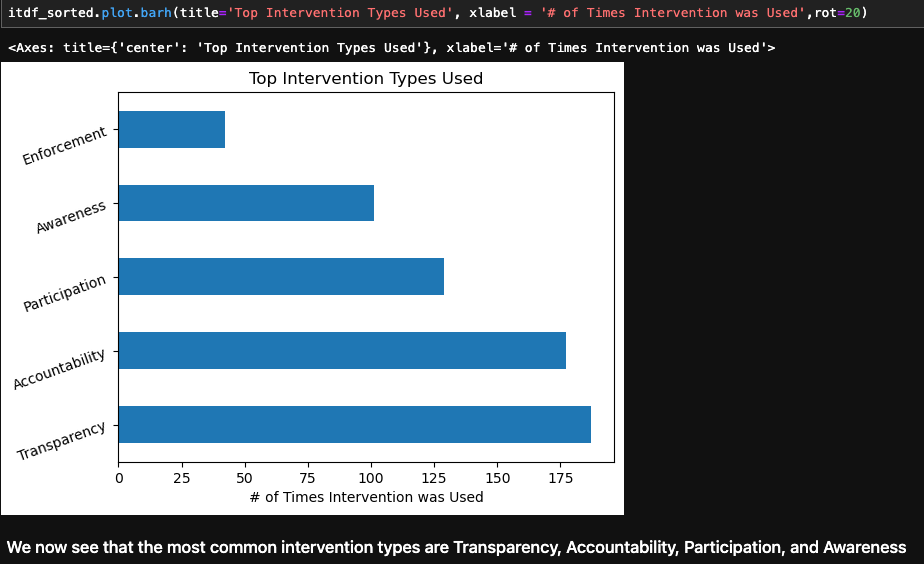 itdf_sorted.plot.barh(title='Top Intervention Types Used', xlabel = '# of Times Intervention was Used',rot=20)
<Axes: title={'center': 'Top Intervention Types Used'}, xlabel='# of Times Intervention was Used'>
Top Intervention Types Used
Enforcement
Awareness
Participation
Accountability
Transparency
0 25 50 75 100 125 150 175
# of Times Intervention was Used
We now see that the most common intervention types are Transparency, Accountability, Participation, and Awareness